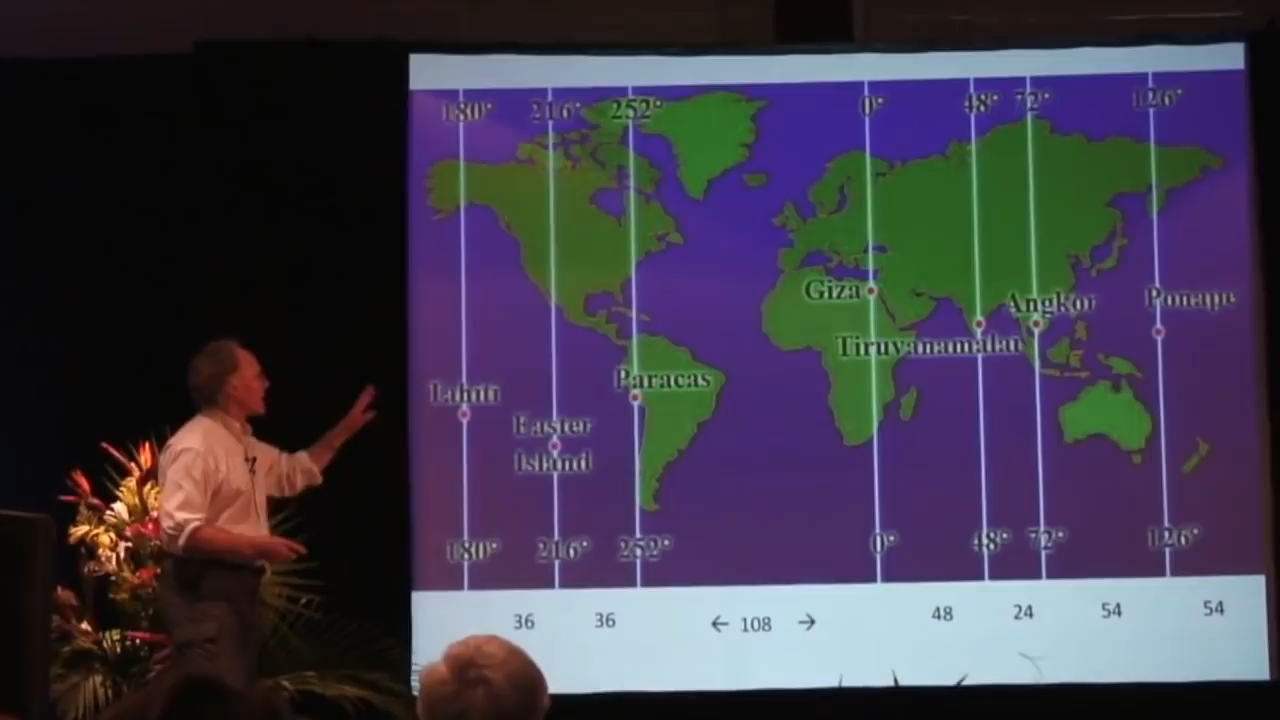 180° 216° 252° 0° 48° 72° 126°
Giza
Angkor
Ponape
Tiruvanamalai
Paracas
Tahiti
Easter
Island
180° 216° 252° 0° 48° 72° 126°
36 36 ← 108 → 48 24 54 54